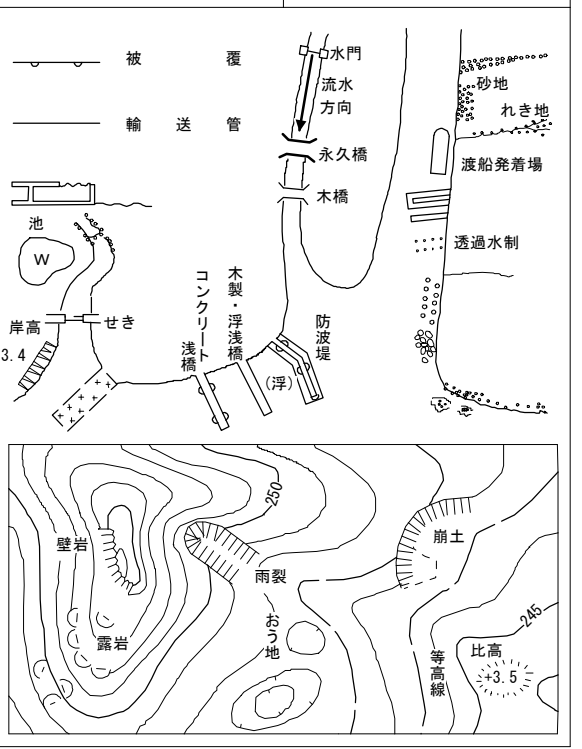 被覆
輸送管
水門
流水
方向
永久橋
木橋
砂地
れき地
渡船発着場
透過水制
池
W
岸高
3.4
せき
コンクリート
浅橋
木製・浮浅橋
(浮)
防波堤
250
壁岩
露岩
雨裂
おう地
崩土
等高線
245
比高
+3.5